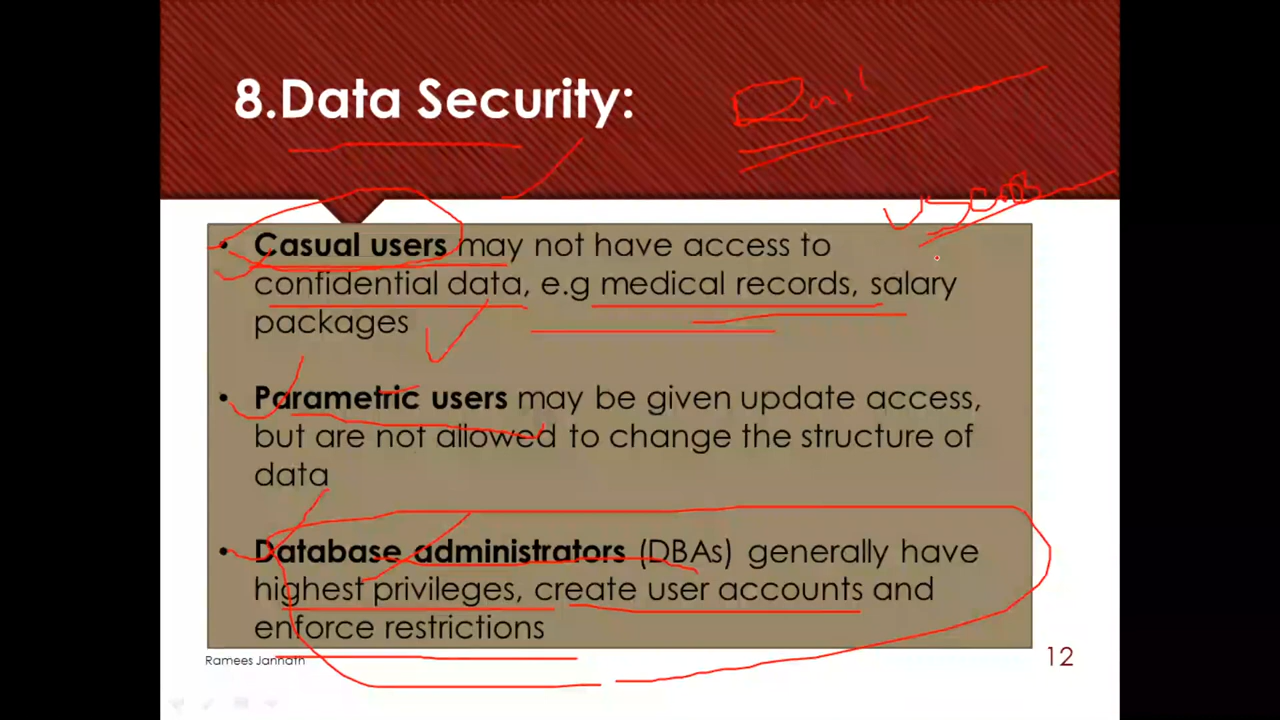 8.Data Security:
• Casual users may not have access to
confidential data, e.g medical records, salary
packages
• Parametric users may be given update access,
but are not allowed to change the structure of
data
• Database administrators (DBAs) generally have
highest privileges, create user accounts and
enforce restrictions
Ramees Jannath
12